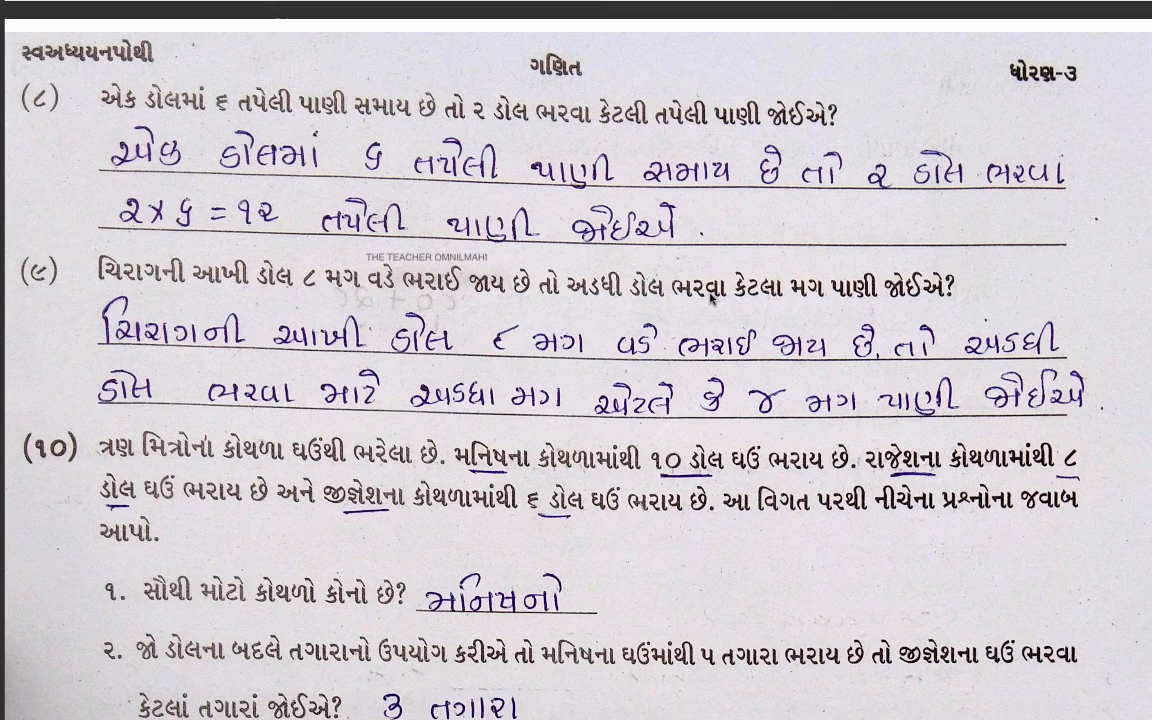 સ્વઅધ્યયનપોથી ગણિત ધોરણ-૩
(૮) એક ડોલમાં ૬ તપેલી પાણી સમાય છે તો ૨ ડોલ ભરવા કેટલી તપેલી પાણી જોઈએ?
એક ડોલમાં ૬ તપેલી પાણી સમાય છે તો ૨ ડોલ ભરવાં
૨x૬ = ૧૨ તપેલી પાણી જોઈએ.
THE TEACHER OMNILMAHI
(૯) ચિરાગની આખી ડોલ ૮ મગ વડે ભરાઈ જાય છે તો અડધી ડોલ ભરવા કેટલા મગ પાણી જોઈએ?
ચિરાગની આખી ડોલ ૮ મગ વડે ભરાઈ જાય છે, તો અડધી
ડોલ ભરવા માટે અડધા મગ એટલે કે ૪ મગ પાણી જોઈએ.
(૧૦) ત્રણ મિત્રોના કોથળા ઘઉંથી ભરેલા છે. મનિષના કોથળામાંથી ૧૦ ડોલ ઘઉં ભરાય છે. રાજેશના કોથળામાંથી ૮
ડોલ ઘઉં ભરાય છે અને જીજ્ઞેશના કોથળામાંથી ૬ ડોલ ઘઉં ભરાય છે. આ વિગત પરથી નીચેના પ્રશ્નોના જવાબ
આપો.
૧. સૌથી મોટો કોથળો કોનો છે? મનિષનો
૨. જો ડોલના બદલે તગારાનો ઉપયોગ કરીએ તો મનિષના ઘઉંમાંથી ૫ તગારા ભરાય છે તો જીજ્ઞેશના ઘઉં ભરવા
કેટલાં તગારાં જોઈએ? ૩ તગારા